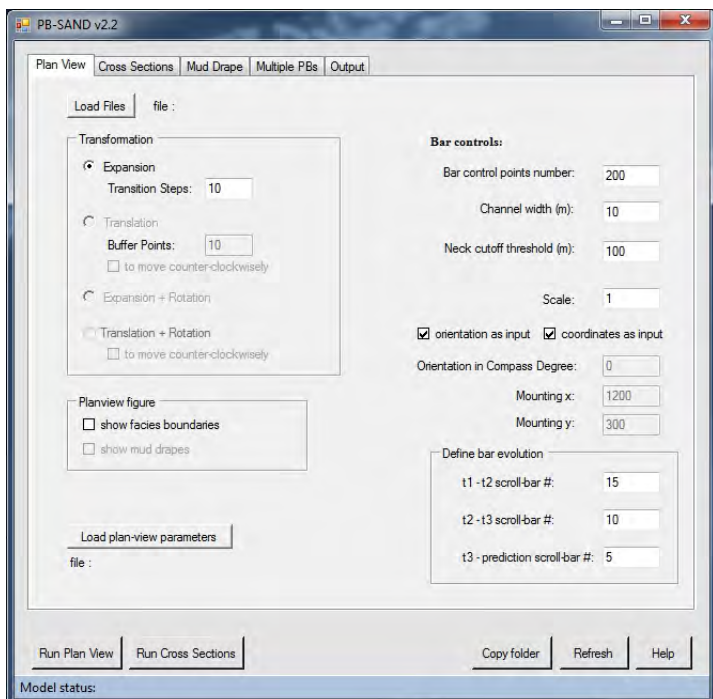 PB-SAND v2.2
Plan View Cross Sections Mud Drape Multiple PBs Output
Load Files file :
Transformation
Expansion
Transition Steps: 10
Translation
Buffer Points: 10
to move counter-clockwisely
Expansion + Rotation
Translation + Rotation
to move counter-clockwisely
Planview figure
show facies boundaries
show mud drapes
Load plan-view parameters
file :
Bar controls:
Bar control points number: 200
Channel width (m): 10
Neck cutoff threshold (m): 100
Scale: 1
orientation as input coordinates as input
Orientation in Compass Degree: 0
Mounting x: 1200
Mounting y: 300
Define bar evolution
t1 - t2 scroll-bar #: 15
t2 - t3 scroll-bar #: 10
t3 - prediction scroll-bar #: 5
Run Plan View Run Cross Sections Copy folder Refresh Help
Model status: